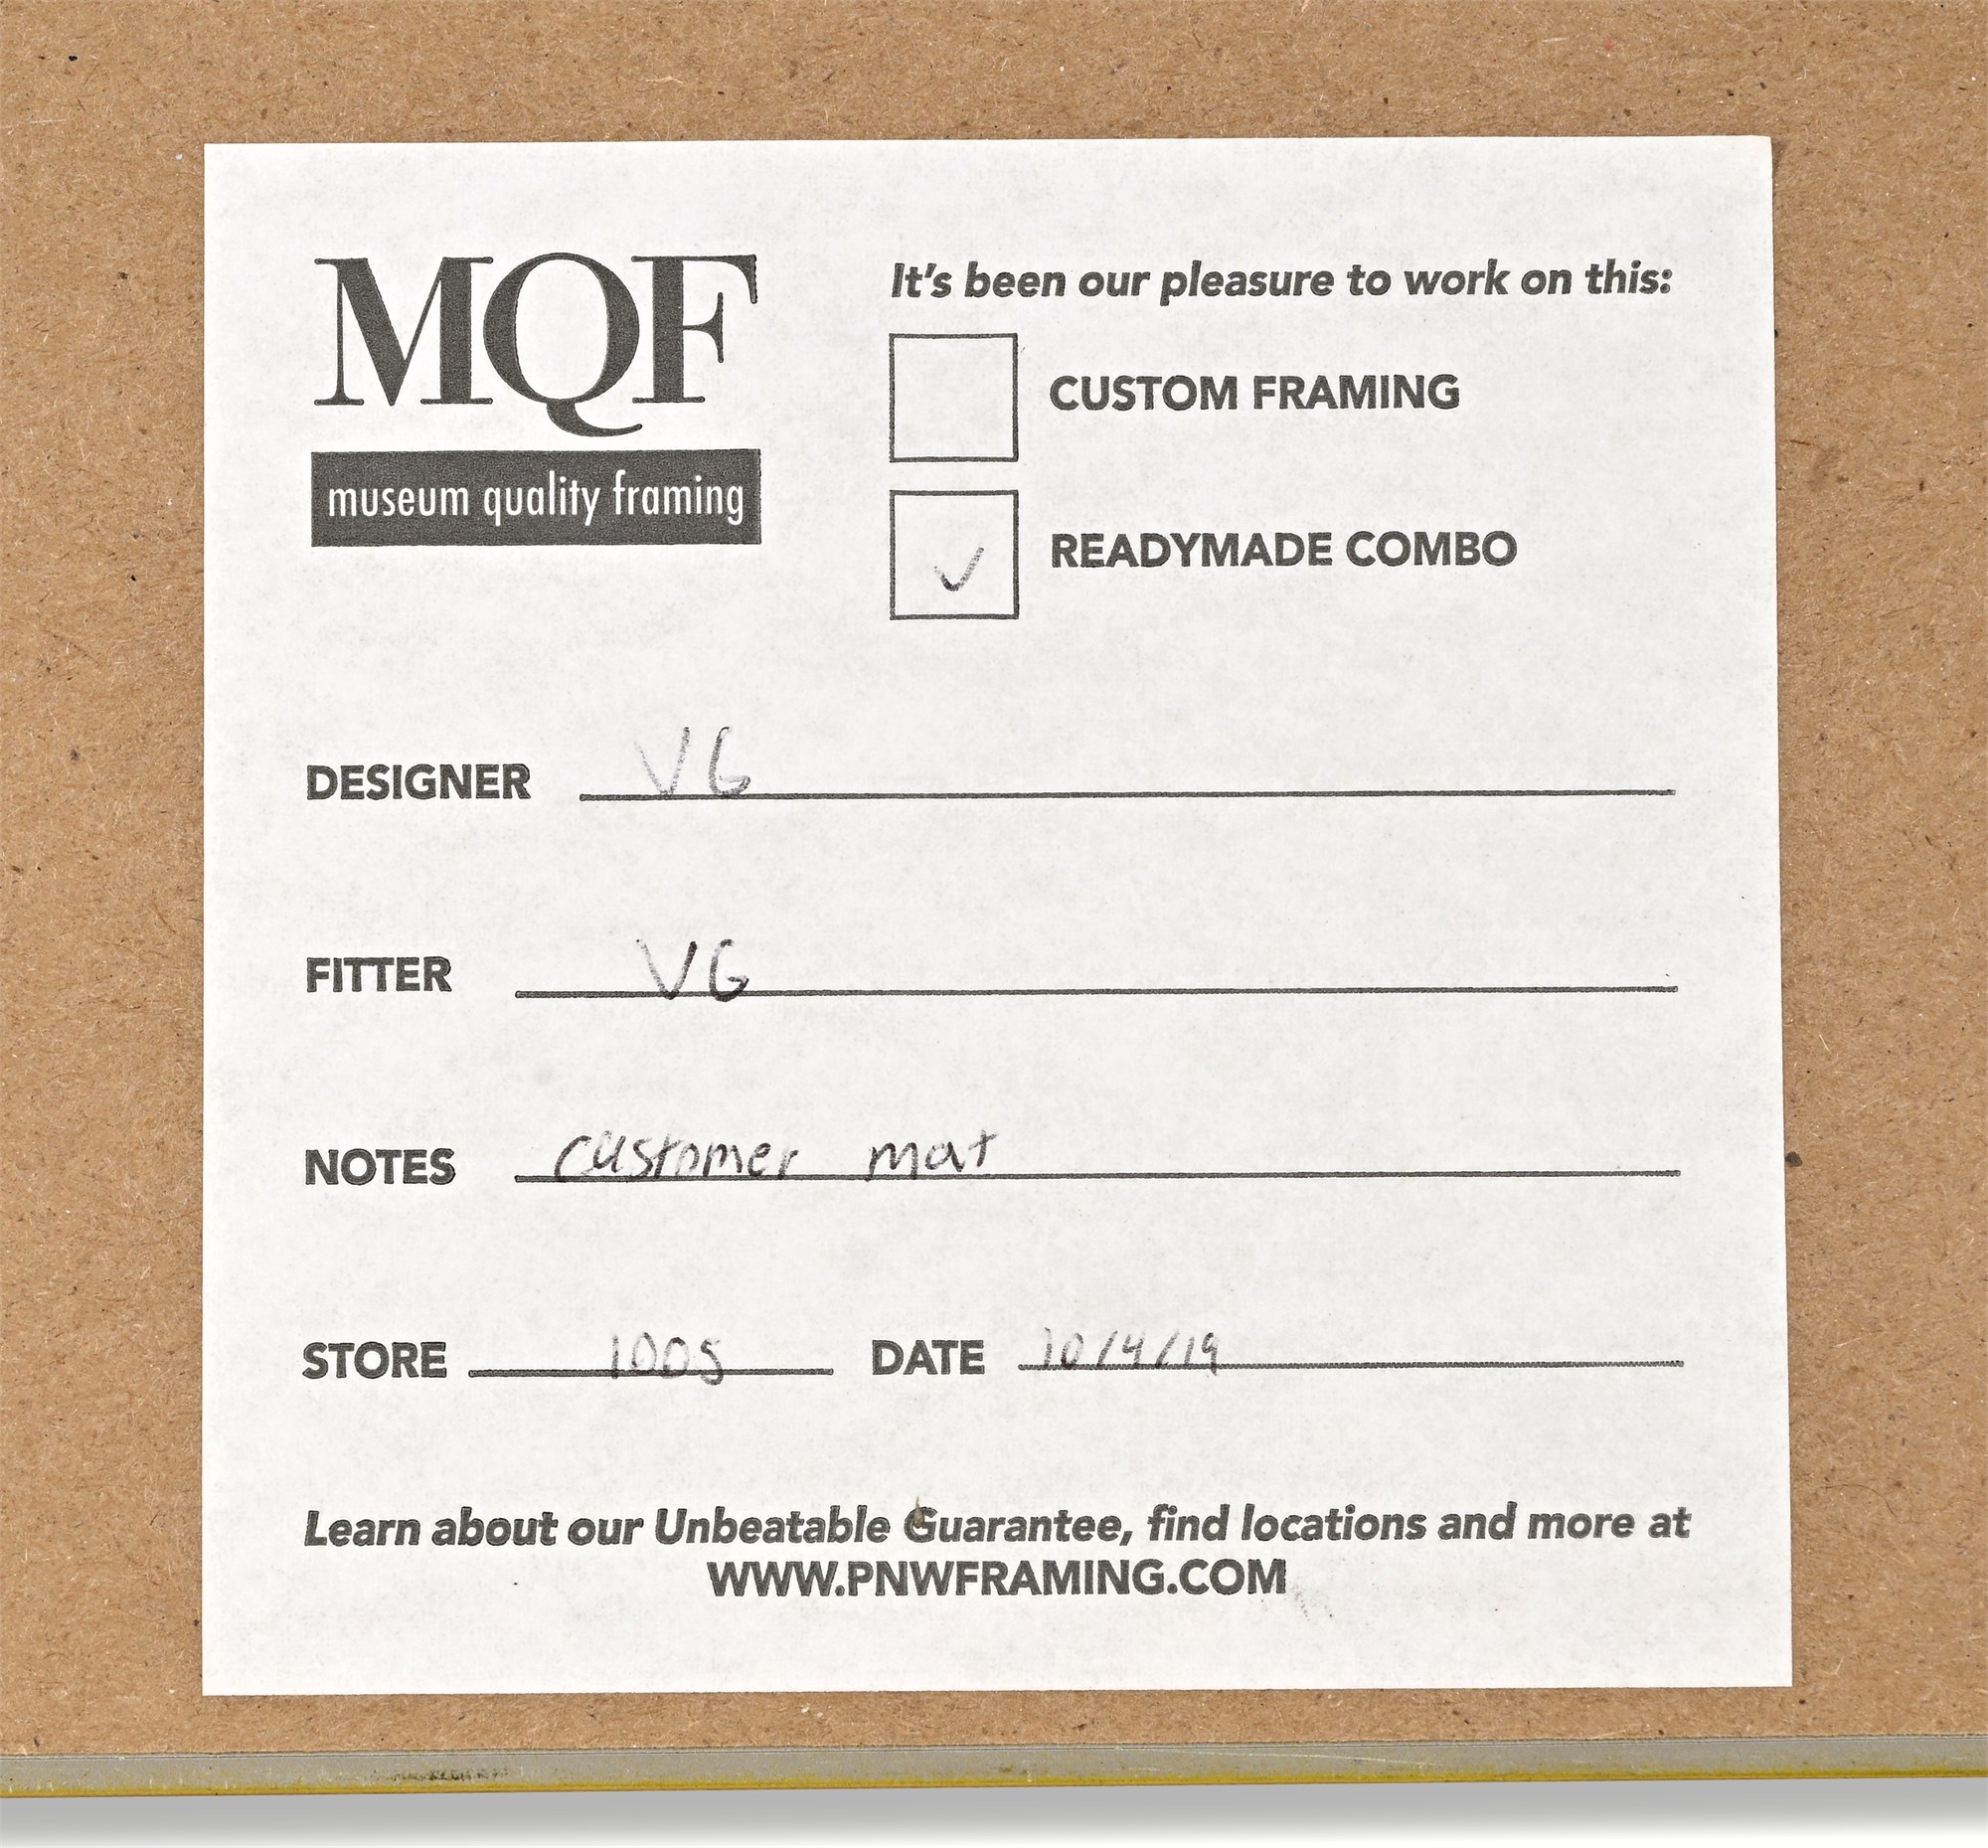 MQF
museum quality framing
It's been our pleasure to work on this:
CUSTOM FRAMING
READYMADE COMBO
DESIGNER VG
FITTER VG
NOTES customer mat
STORE 1005 DATE 10/4/19
Learn about our Unbeatable Guarantee, find locations and more at
WWW.PNWFRAMING.COM